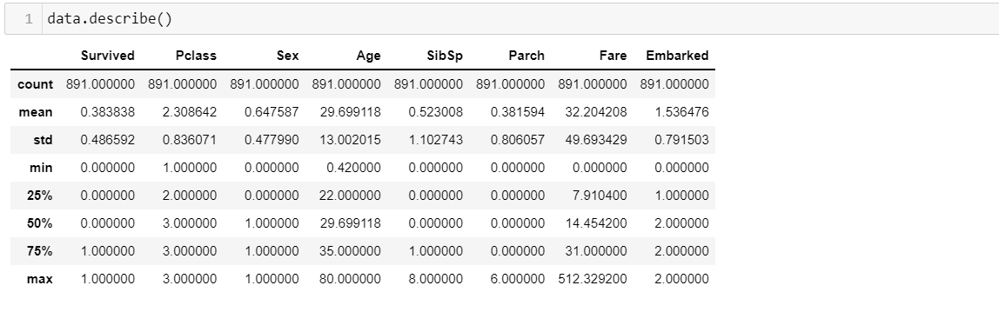 1 data.describe()
Survived Pclass Sex Age SibSp Parch Fare Embarked
count 891.000000 891.000000 891.000000 891.000000 891.000000 891.000000 891.000000 891.000000
mean 0.383838 2.308642 0.647587 29.699118 0.523008 0.381594 32.204208 1.536476
std 0.486592 0.836071 0.477990 13.002015 1.102743 0.806057 49.693429 0.791503
min 0.000000 1.000000 0.000000 0.420000 0.000000 0.000000 0.000000 0.000000
25% 0.000000 2.000000 0.000000 22.000000 0.000000 0.000000 7.910400 1.000000
50% 0.000000 3.000000 1.000000 29.699118 0.000000 0.000000 14.454200 2.000000
75% 1.000000 3.000000 1.000000 35.000000 1.000000 0.000000 31.000000 2.000000
max 1.000000 3.000000 1.000000 80.000000 8.000000 6.000000 512.329200 2.000000